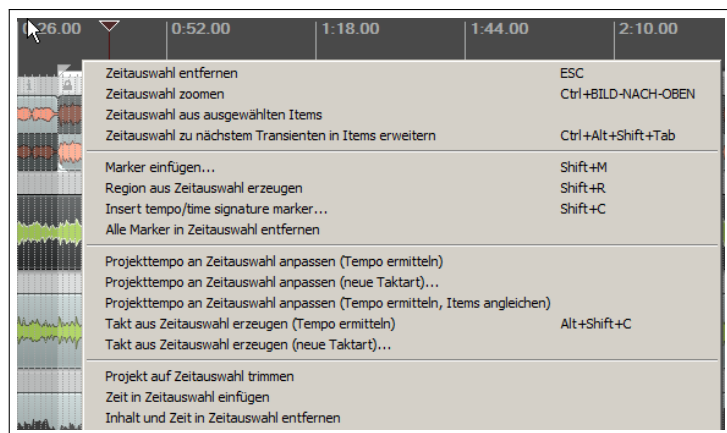 0:26.00 0:52.00 1:18.00 1:44.00 2:10.00
Zeitauswahl entfernen ESC
Zeitauswahl zoomen Ctrl+BILD-NACH-OBEN
Zeitauswahl aus ausgewählten Items
Zeitauswahl zu nächstem Transienten in Items erweitern Ctrl+Alt+Shift+Tab
Marker einfügen... Shift+M
Region aus Zeitauswahl erzeugen Shift+R
Insert tempo/time signature marker... Shift+C
Alle Marker in Zeitauswahl entfernen
Projekttempo an Zeitauswahl anpassen (Tempo ermitteln)
Projekttempo an Zeitauswahl anpassen (neue Taktart)...
Projekttempo an Zeitauswahl anpassen (Tempo ermitteln, Items angleichen)
Takt aus Zeitauswahl erzeugen (Tempo ermitteln) Alt+Shift+C
Takt aus Zeitauswahl erzeugen (neue Taktart)...
Projekt auf Zeitauswahl trimmen
Zeit in Zeitauswahl einfügen
Inhalt und Zeit in Zeitauswahl entfernen